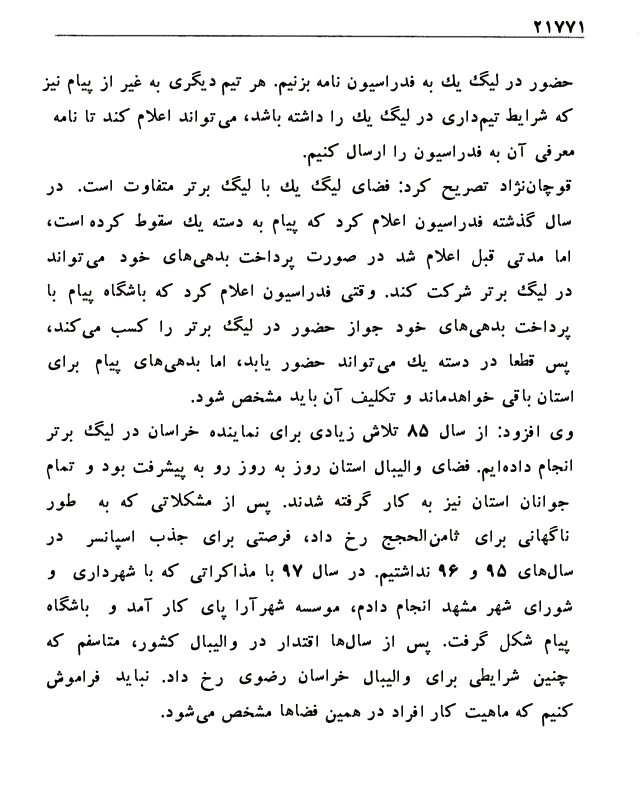 ۲۱۷۷۱
حضور در لیگ یك به فدراسیون نامه بزنیم. هر تیم دیگری به غیر از پیام نیز
که شرایط تیم‌داری در لیگ یك را داشته باشد، می‌تواند اعلام کند تا نامه
معرفی آن به فدراسیون را ارسال کنیم.
قوچان‌نژاد تصریح کرد: فضای لیگ یك با لیگ برتر متفاوت است. در
سال گذشته فدراسیون اعلام کرد که پیام به دسته یك سقوط کرده است،
اما مدتی قبل اعلام شد در صورت پرداخت بدهی‌های خود می‌تواند
در لیگ برتر شرکت کند. وقتی فدراسیون اعلام کرد که باشگاه پیام با
پرداخت بدهی‌های خود جواز حضور در لیگ برتر را کسب می‌کند،
پس قطعا در دسته یك می‌تواند حضور یابد، اما بدهی‌های پیام برای
استان باقی خواهدماند و تکلیف آن باید مشخص شود.
وی افزود: از سال ۸۵ تلاش زیادی برای نماینده خراسان در لیگ برتر
انجام داده‌ایم. فضای والیبال استان روز به روز رو به پیشرفت بود و تمام
جوانان استان نیز به کار گرفته شدند. پس از مشکلاتی که به طور
ناگهانی برای ثامن‌الحجج رخ داد، فرصتی برای جذب اسپانسر در
سال‌های ۹۵ و ۹۶ نداشتیم. در سال ۹۷ با مذاکراتی که با شهرداری و
شورای شهر مشهد انجام دادم، موسسه شهرآرا پای کار آمد و باشگاه
پیام شکل گرفت. پس از سال‌ها اقتدار در والیبال کشور، متاسفم که
چنین شرایطی برای والیبال خراسان رضوی رخ داد. نباید فراموش
کنیم که ماهیت کار افراد در همین فضاها مشخص می‌شود.